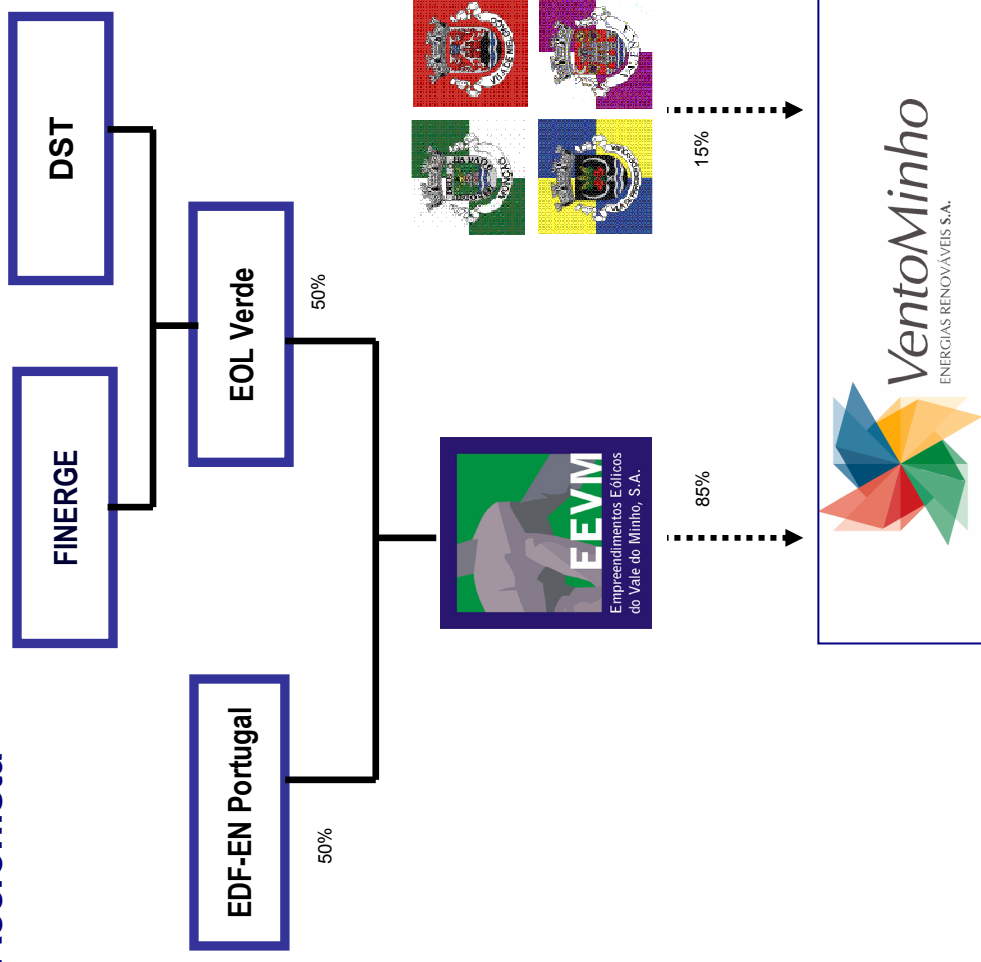 FINERGE
DST
EDF-EN Portugal
EOL Verde
50%
50%
EEVM
Empreendimentos Eólicos
do Vale do Minho, S.A.
MONÇÃO
85%
15%
VentoMinho
ENERGIAS RENOVÁVEIS S.A.